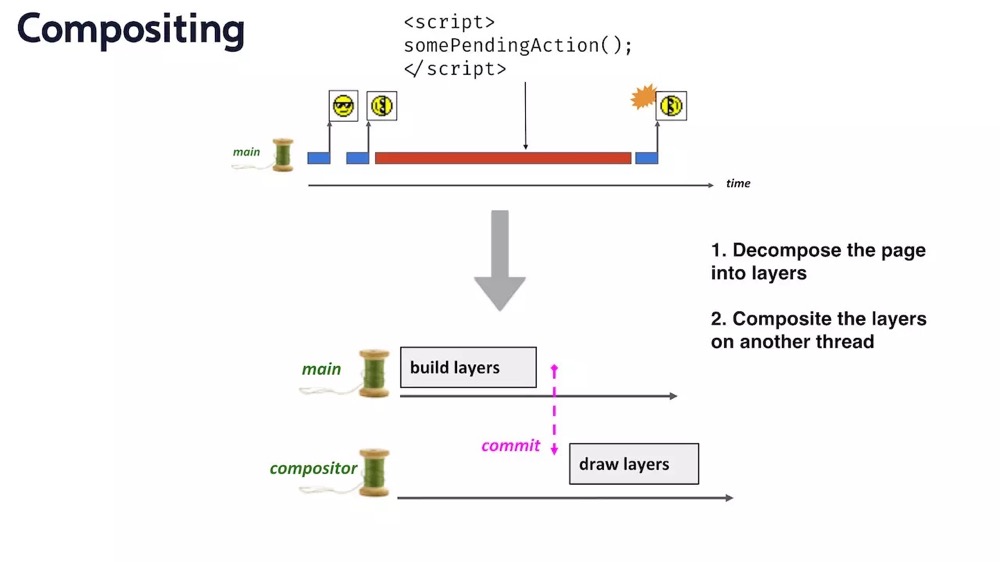 Compositing
<script>
somePendingAction();
</script>
main
time
1. Decompose the page
into layers
2. Composite the layers
on another thread
main
build layers
commit
compositor
draw layers